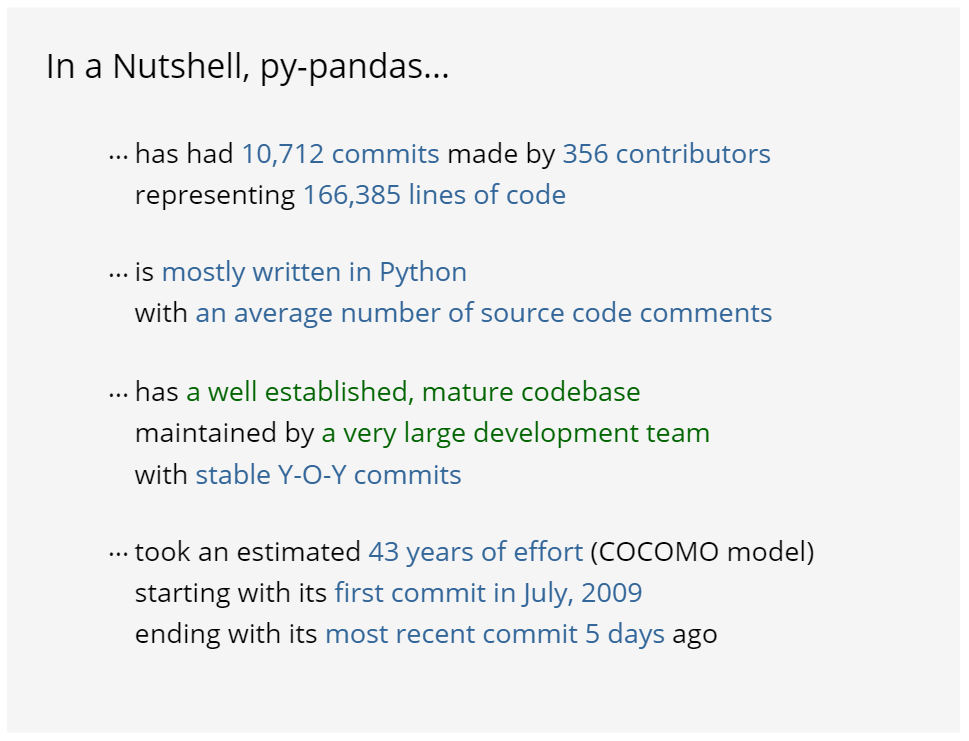 In a Nutshell, py-pandas...
... has had 10,712 commits made by 356 contributors
representing 166,385 lines of code
... is mostly written in Python
with an average number of source code comments
... has a well established, mature codebase
maintained by a very large development team
with stable Y-O-Y commits
... took an estimated 43 years of effort (COCOMO model)
starting with its first commit in July, 2009
ending with its most recent commit 5 days ago